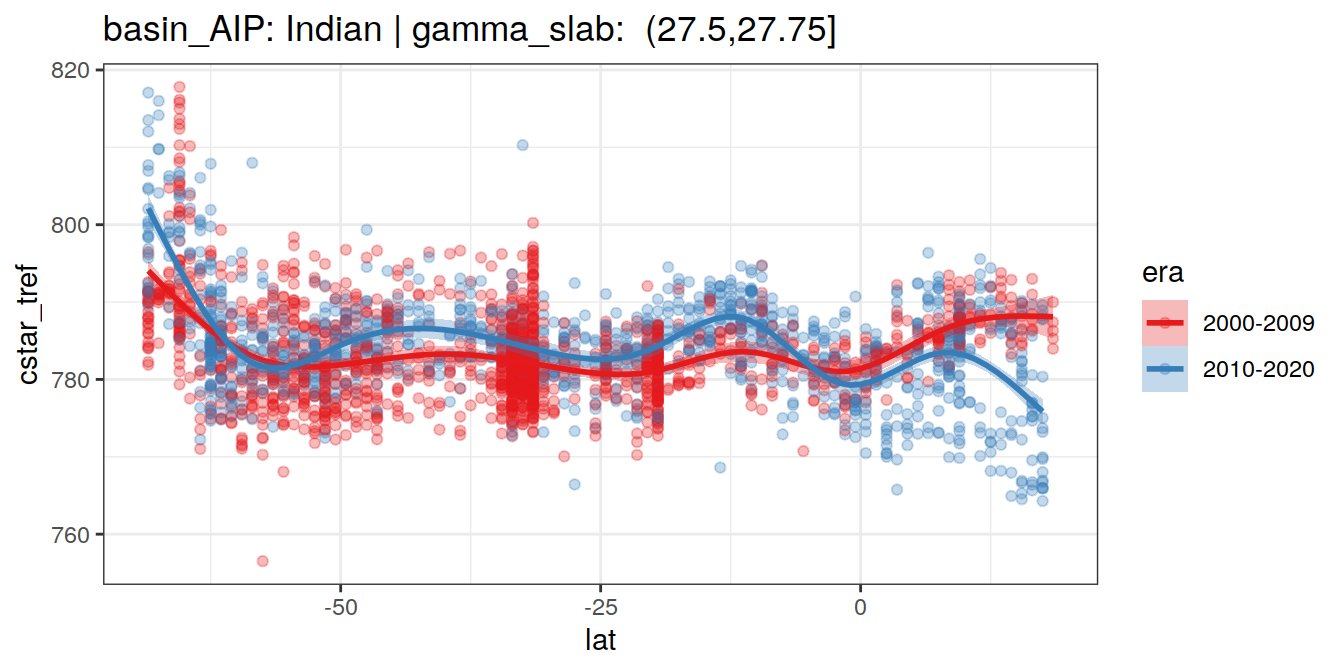 basin_AIP: Indian | gamma_slab:  (27.5,27.75]
820
800
780
760
cstar_tref
-50
-25
0
lat
era
2000-2009
2010-2020